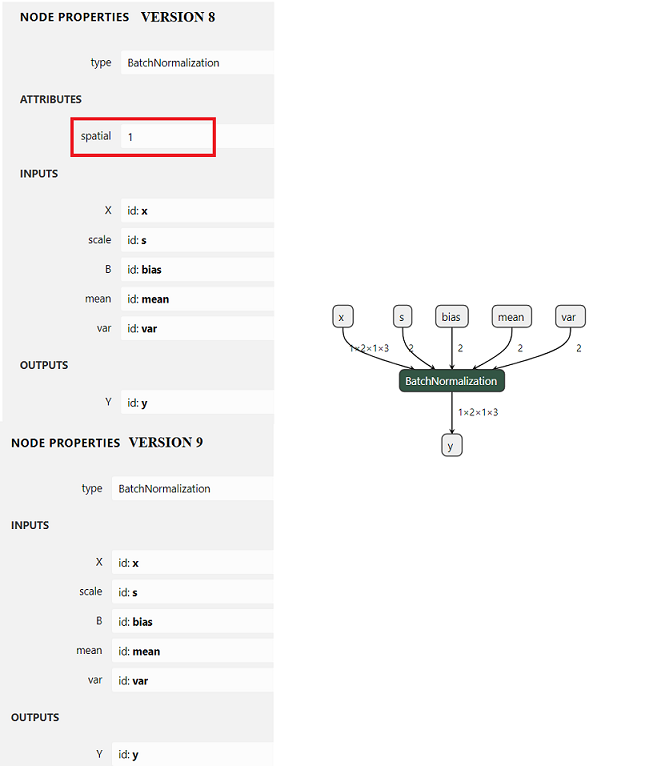 NODE PROPERTIES VERSION 8
type BatchNormalization
ATTRIBUTES
spatial 1
INPUTS
X id: x
scale id: s
B id: bias
mean id: mean
var id: var
OUTPUTS
Y id: y
NODE PROPERTIES VERSION 9
type BatchNormalization
INPUTS
X id: x
scale id: s
B id: bias
mean id: mean
var id: var
OUTPUTS
Y id: y
x s bias mean var
1×2×1×3 2 2 2 2
BatchNormalization
1×2×1×3
y